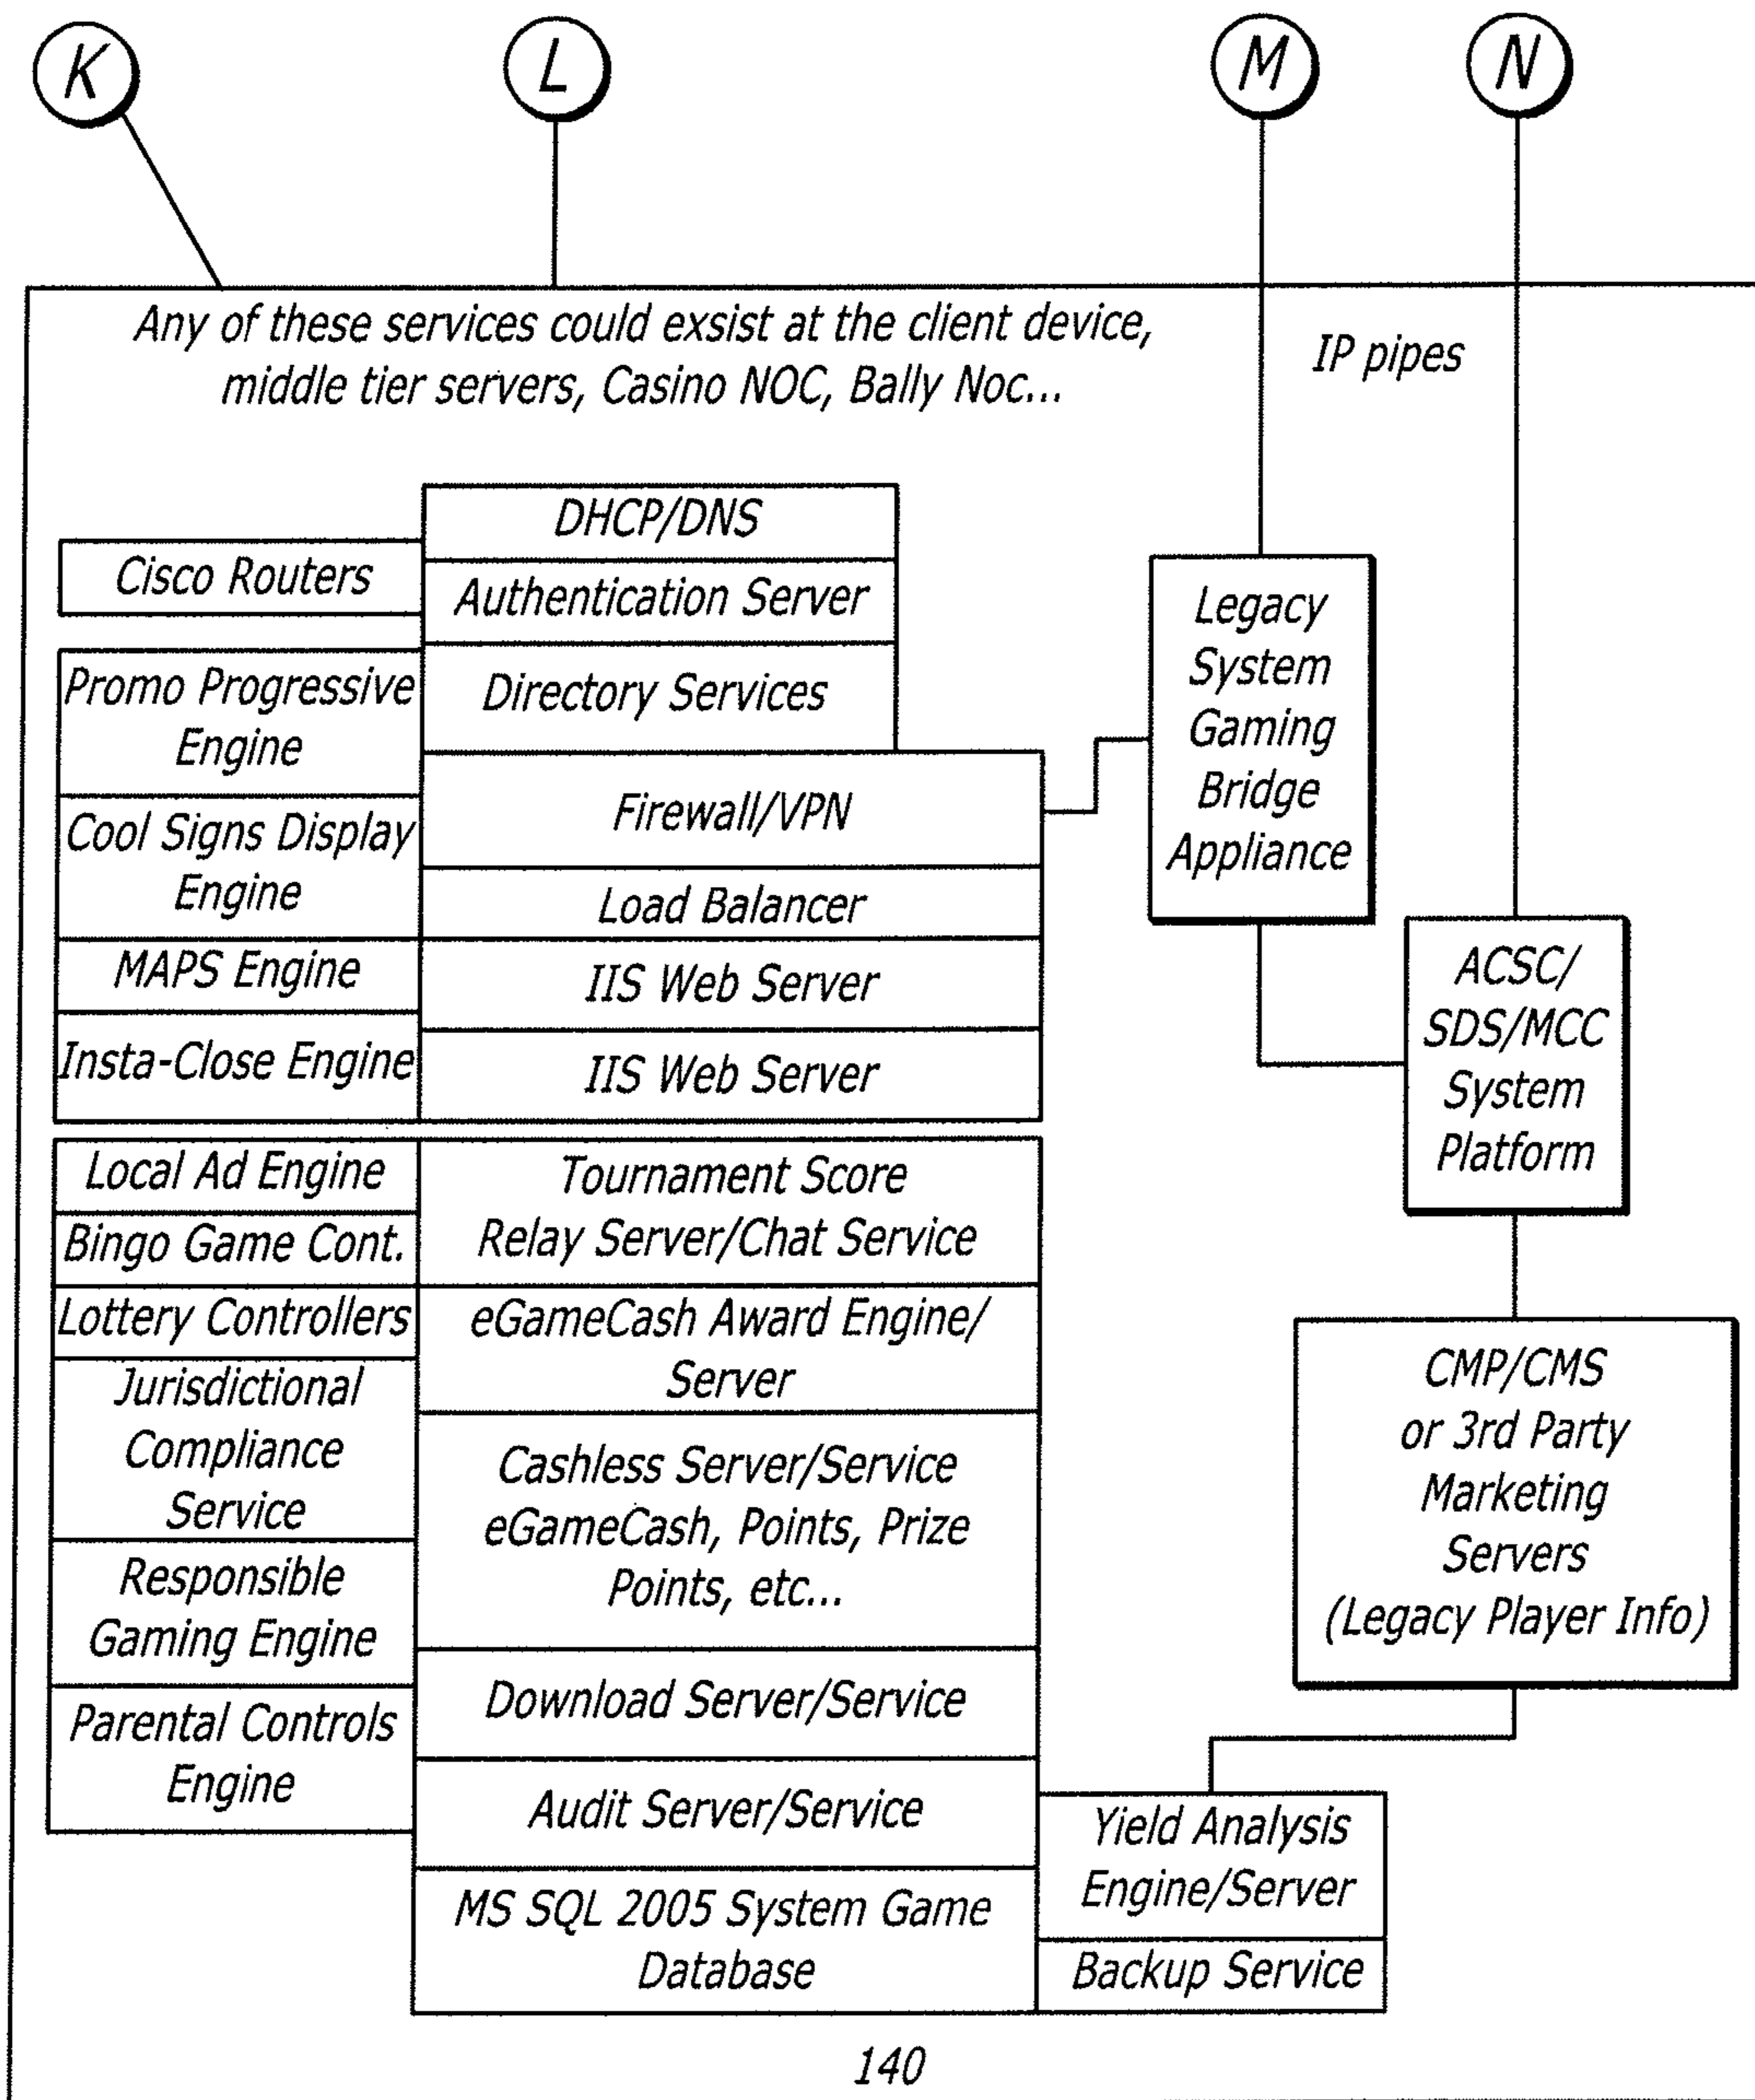 K
L
M
N
Any of these services could exsist at the client device,
middle tier servers, Casino NOC, Bally Noc...
IP pipes
DHCP/DNS
Cisco Routers
Authentication Server
Directory Services
Promo Progressive
Engine
Firewall/VPN
Cool Signs Display
Engine
Load Balancer
MAPS Engine
IIS Web Server
Insta-Close Engine
IIS Web Server
Legacy
System
Gaming
Bridge
Appliance
ACSC/
SDS/MCC
System
Platform
Local Ad Engine
Bingo Game Cont.
Lottery Controllers
Jurisdictional
Compliance
Service
Responsible
Gaming Engine
Parental Controls
Engine
Tournament Score
Relay Server/Chat Service
eGameCash Award Engine/
Server
Cashless Server/Service
eGameCash, Points, Prize
Points, etc...
Download Server/Service
Audit Server/Service
MS SQL 2005 System Game
Database
CMP/CMS
or 3rd Party
Marketing
Servers
(Legacy Player Info)
Yield Analysis
Engine/Server
Backup Service
140